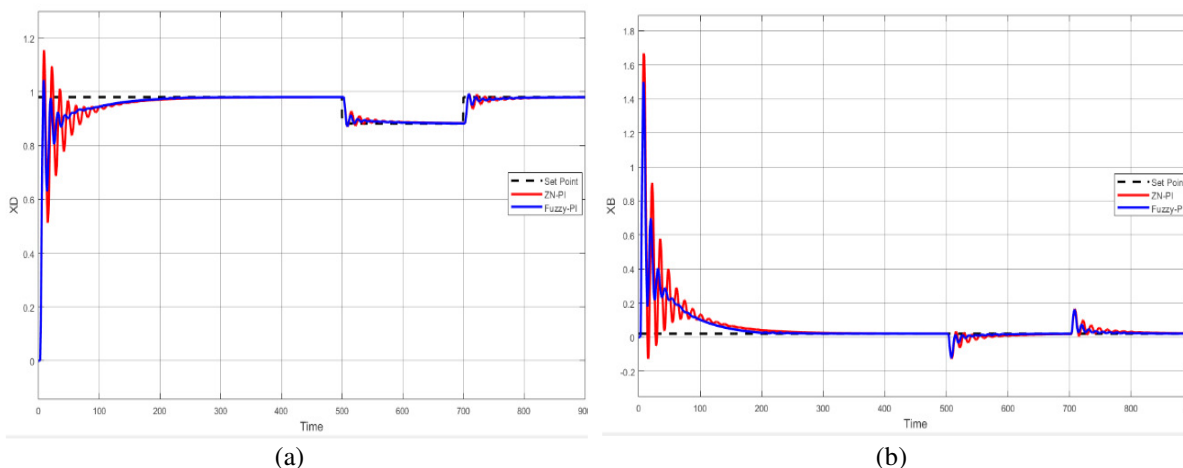 1.2
1
0.8
0.6
0.4
0.2
0
XD
0 100 200 300 400 500 600 700 800 900
Time
Set Point
ZN-PI
Fuzzy-PI
(a)
1.8
1.6
1.4
1.2
1
0.8
0.6
0.4
0.2
0
-0.2
XB
0 100 200 300 400 500 600 700 800
Time
Set Point
ZN-PI
Fuzzy-PI
(b)